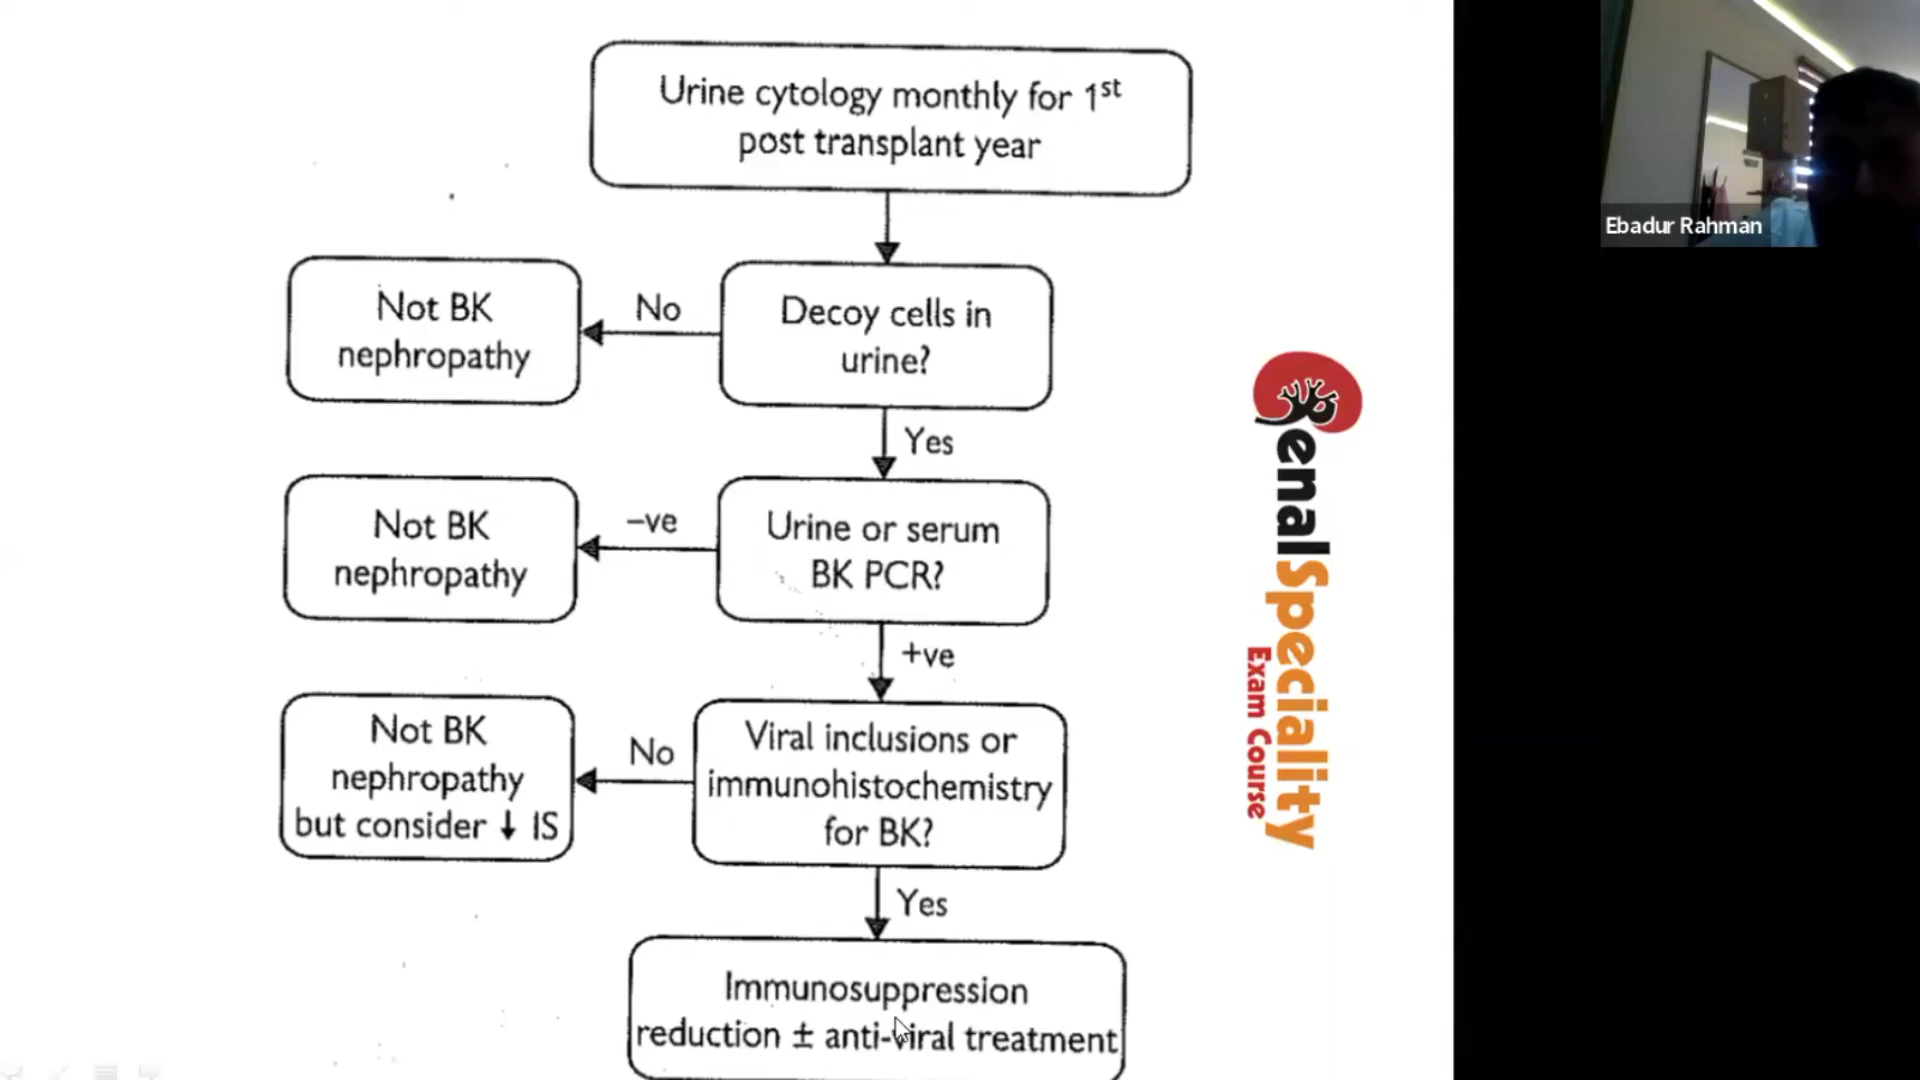 Urine cytology monthly for 1st
post transplant year
Not BK
nephropathy
No
Decoy cells in
urine?
Yes
Not BK
nephropathy
–ve
Urine or serum
BK PCR?
+ve
Not BK
nephropathy
but consider ↓ IS
No
Viral inclusions or
immunohistochemistry
for BK?
Yes
Immunosuppression
reduction ± anti-viral treatment
RenalSpeciality
Exam Course
Ebadur Rahman